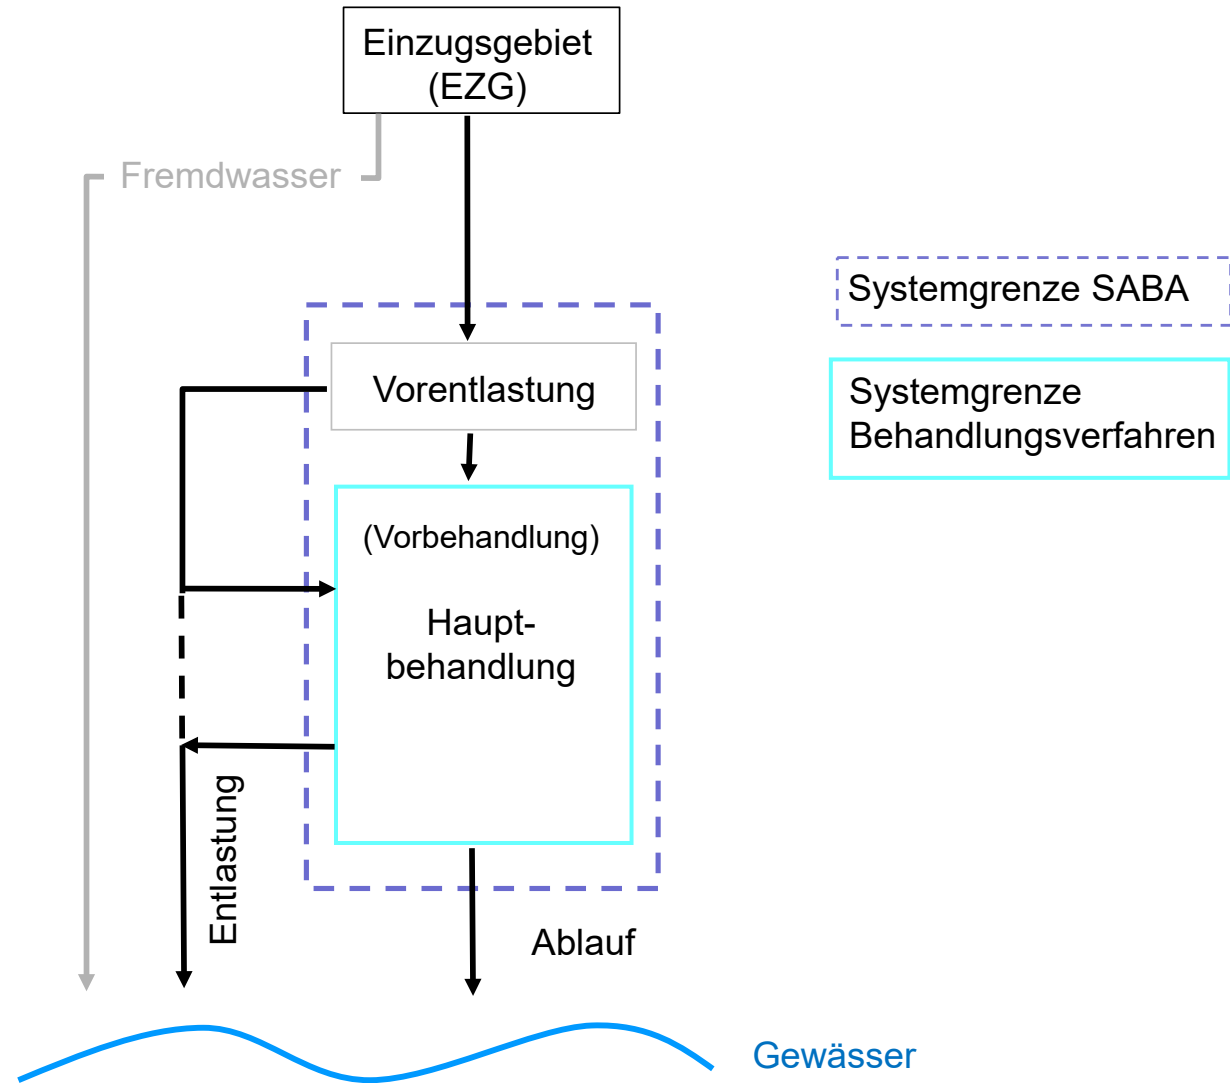 Einzugsgebiet
(EZG)
Fremdwasser
Systemgrenze SABA
Vorentlastung
Systemgrenze
Behandlungsverfahren
(Vorbehandlung)
Haupt-
behandlung
Entlastung
Ablauf
Gewässer